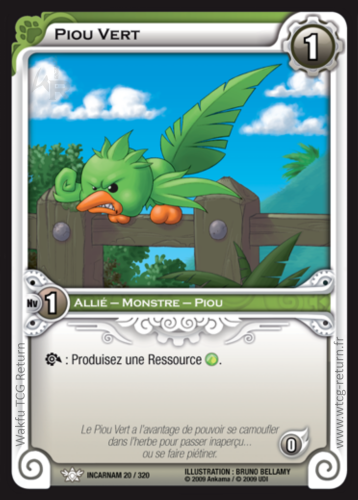 Piou Vert
1
Nv 1
Allié – Monstre – Piou
: Produisez une Ressource .
Le Piou Vert a l'avantage de pouvoir se camoufler
dans l'herbe pour passer inaperçu...
ou se faire piétiner.
0
INCARNAM 20 / 320
ILLUSTRATION : BRUNO BELLAMY
© 2009 Ankama / © 2009 UDI
Wakfu TCG Return
www.wtcg-return.fr